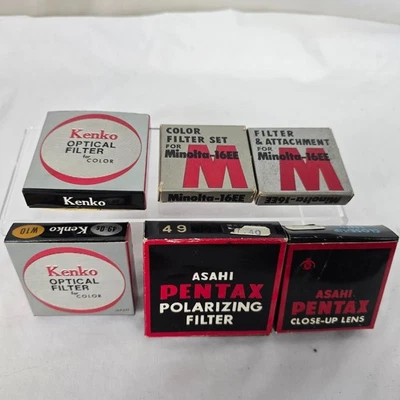 Kenko
OPTICAL FILTER
for COLOR
Kenko
COLOR
FILTER SET
FOR
Minolta-16EE
M
Minolta-16EE
FILTER
& ATTACHMENT
FOR
Minolta-16EE
M
Minolta-16EE
W10
49.0
Kenko
Kenko
OPTICAL
FILTER
for COLOR
49
ASAHI
PENTAX
POLARIZING
FILTER
ASAHI
PENTAX
CLOSE-UP LENS